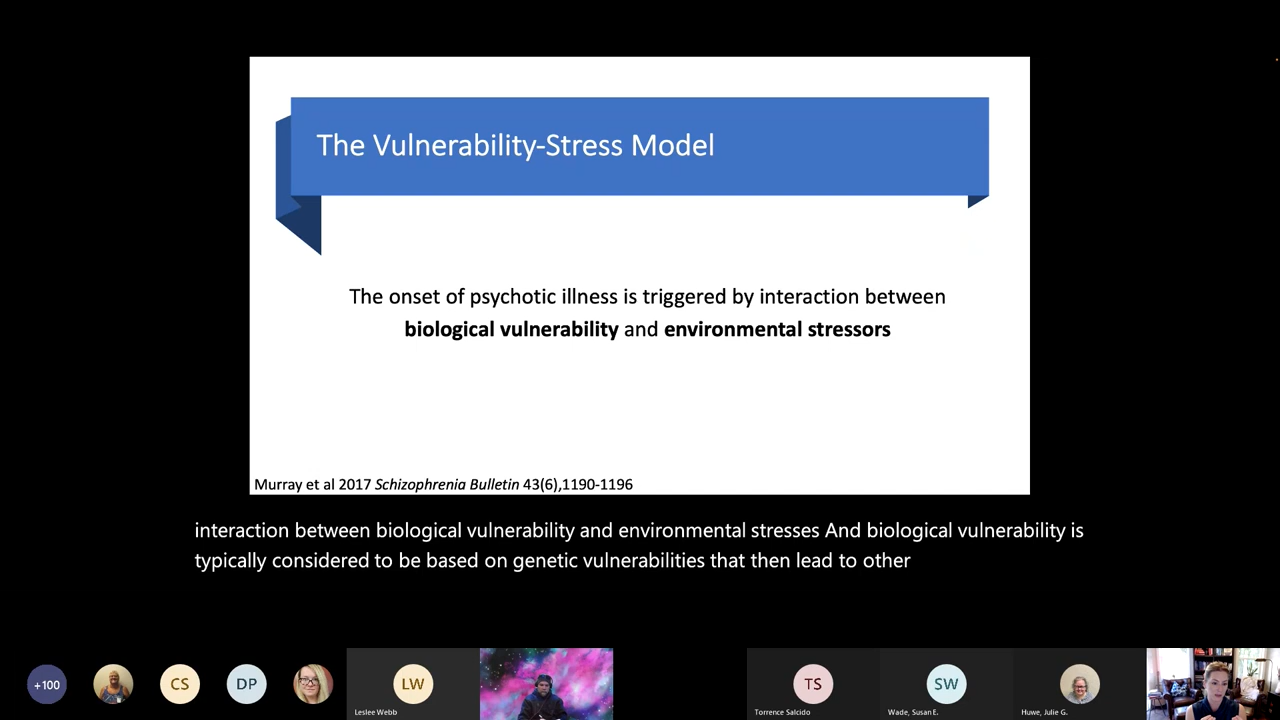 The Vulnerability-Stress Model
The onset of psychotic illness is triggered by interaction between
biological vulnerability and environmental stressors
Murray et al 2017 Schizophrenia Bulletin 43(6),1190-1196
interaction between biological vulnerability and environmental stresses And biological vulnerability is
typically considered to be based on genetic vulnerabilities that then lead to other
+100
CS
DP
LW
TS
SW
Leslee Webb
Torrence Salcido
Wade, Susan E.
Huwe, Julie G.